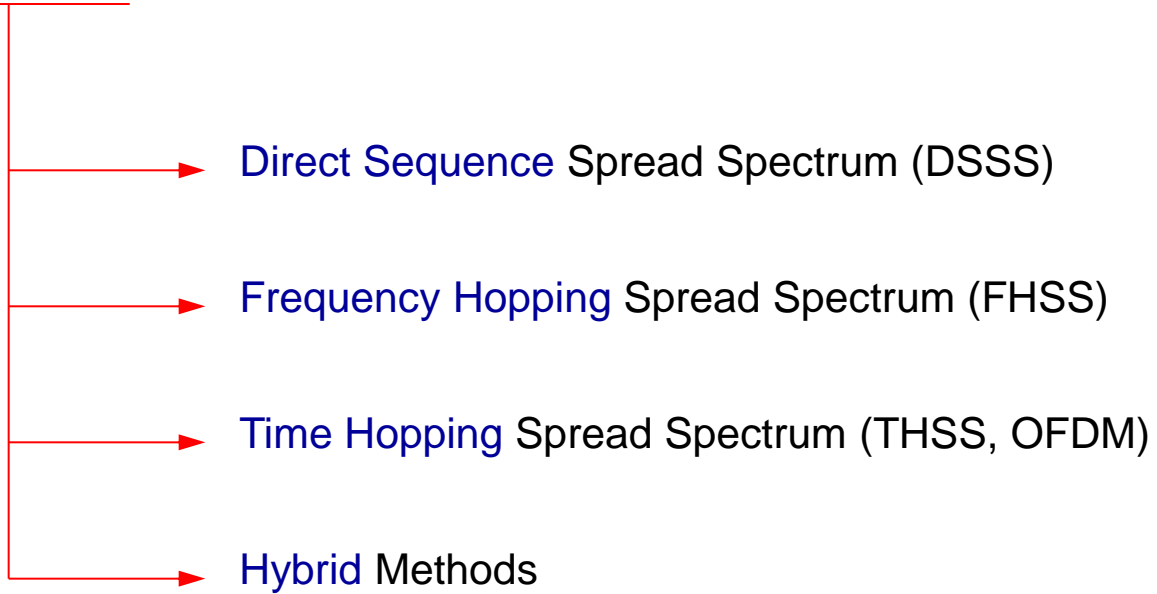 Direct Sequence Spread Spectrum (DSSS)
Frequency Hopping Spread Spectrum (FHSS)
Time Hopping Spread Spectrum (THSS, OFDM)
Hybrid Methods